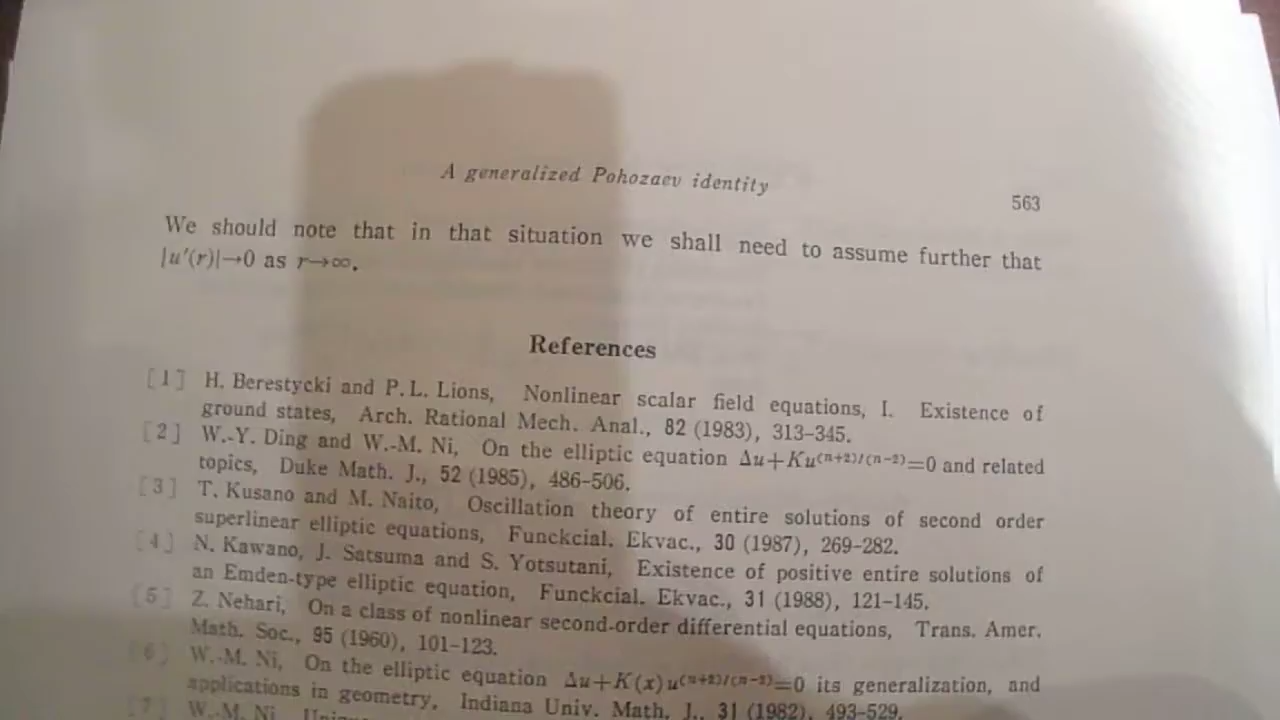 A generalized Pohozaev identity
563
We should note that in that situation we shall need to assume further that
|u′(r)|→0 as r→∞.
References
[1] H. Berestycki and P. L. Lions, Nonlinear scalar field equations, I. Existence of
ground states, Arch. Rational Mech. Anal., 82 (1983), 313-345.
[2] W.-Y. Ding and W.-M. Ni, On the elliptic equation Δu+Ku^(n+2)/(n-2)=0 and related
topics, Duke Math. J., 52 (1985), 486-506.
[3] T. Kusano and M. Naito, Oscillation theory of entire solutions of second order
superlinear elliptic equations, Funckcial. Ekvac., 30 (1987), 269-282.
[4] N. Kawano, J. Satsuma and S. Yotsutani, Existence of positive entire solutions of
an Emden-type elliptic equation, Funckcial. Ekvac., 31 (1988), 121-145.
[5] Z. Nehari, On a class of nonlinear second-order differential equations, Trans. Amer.
Math. Soc., 95 (1960), 101-123.
[6] W.-M. Ni, On the elliptic equation Δu+K(x)u^(n+2)/(n-2)=0 its generalization, and
applications in geometry, Indiana Univ. Math. J., 31 (1982), 493-529.
[7] W.-M. Ni